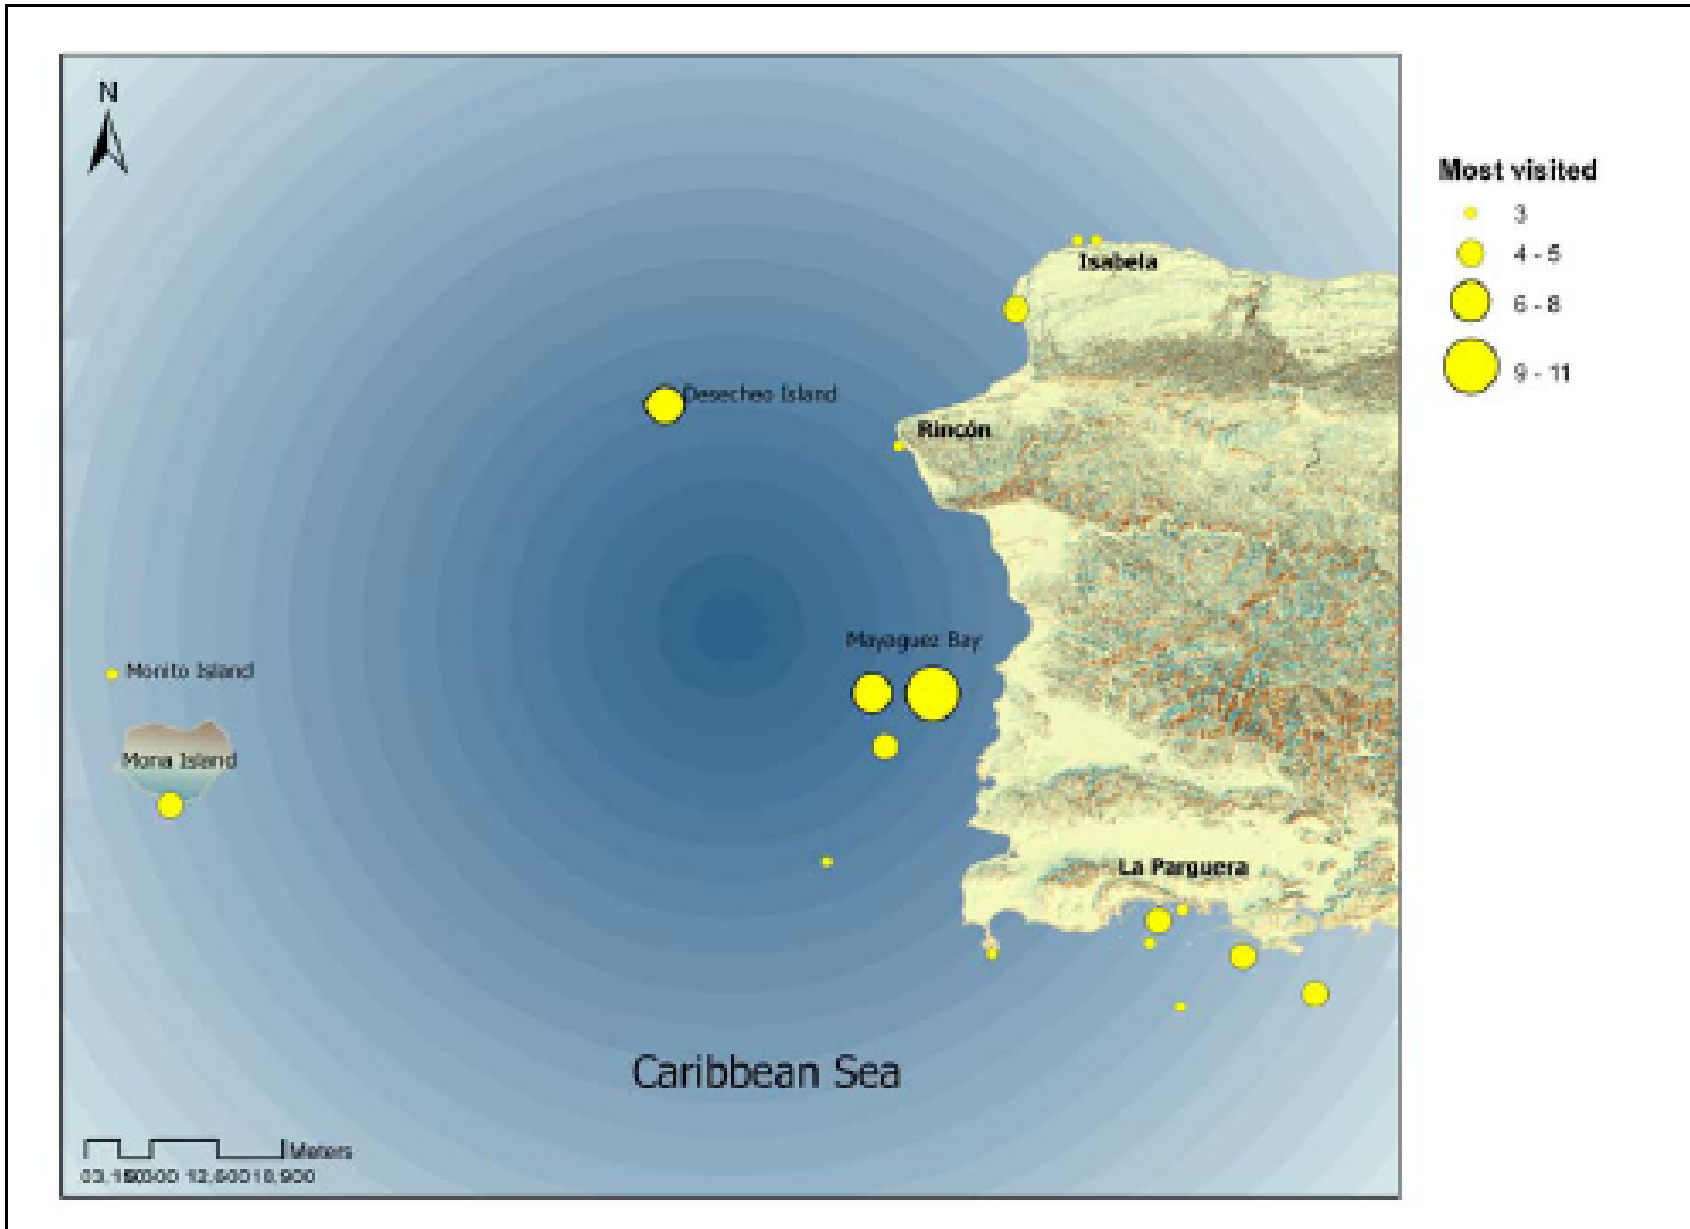 N
Most visited
3
4 - 5
6 - 8
9 - 11
Isabela
Desecheo Island
Rincón
Mayaguez Bay
Monito Island
Mona Island
La Parguera
Caribbean Sea
Meters